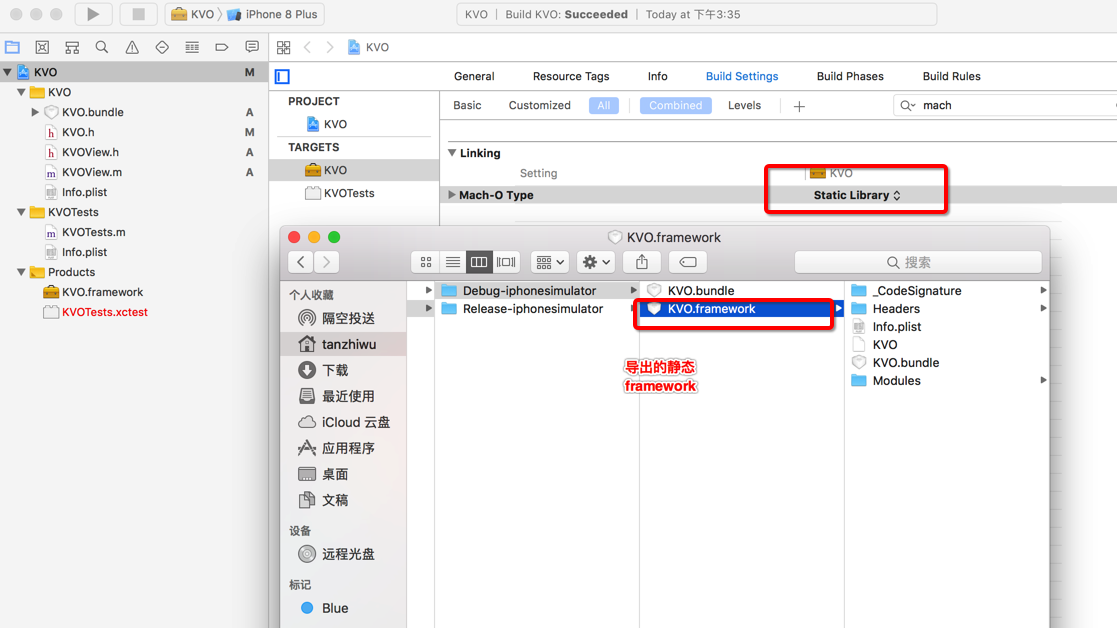 KVO 〉 iPhone 8 Plus
KVO | Build KVO: Succeeded | Today at 下午3:35
KVO
KVO M
KVO
KVO.bundle A
KVO.h M
KVOView.h A
KVOView.m A
Info.plist
KVOTests
KVOTests.m
Info.plist
Products
KVO.framework
KVOTests.xctest
General Resource Tags Info Build Settings Build Phases Build Rules
PROJECT
KVO
TARGETS
KVO
KVOTests
Basic Customized All Combined Levels + mach
Linking
Setting KVO
Mach-O Type Static Library
KVO.framework
搜索
个人收藏
隔空投送
tanzhiwu
下载
最近使用
iCloud 云盘
应用程序
桌面
文稿
设备
远程光盘
标记
Blue
Debug-iphonesimulator
Release-iphonesimulator
KVO.bundle
KVO.framework
导出的静态
framework
_CodeSignature
Headers
Info.plist
KVO
KVO.bundle
Modules